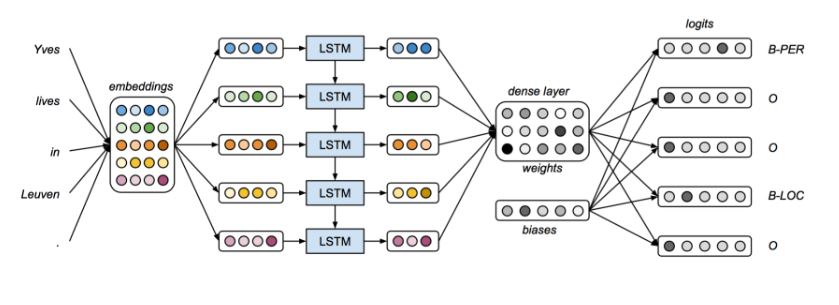 Yves
lives
in
Leuven
.
embeddings
LSTM
LSTM
LSTM
LSTM
LSTM
dense layer
weights
biases
logits
B-PER
O
O
B-LOC
O